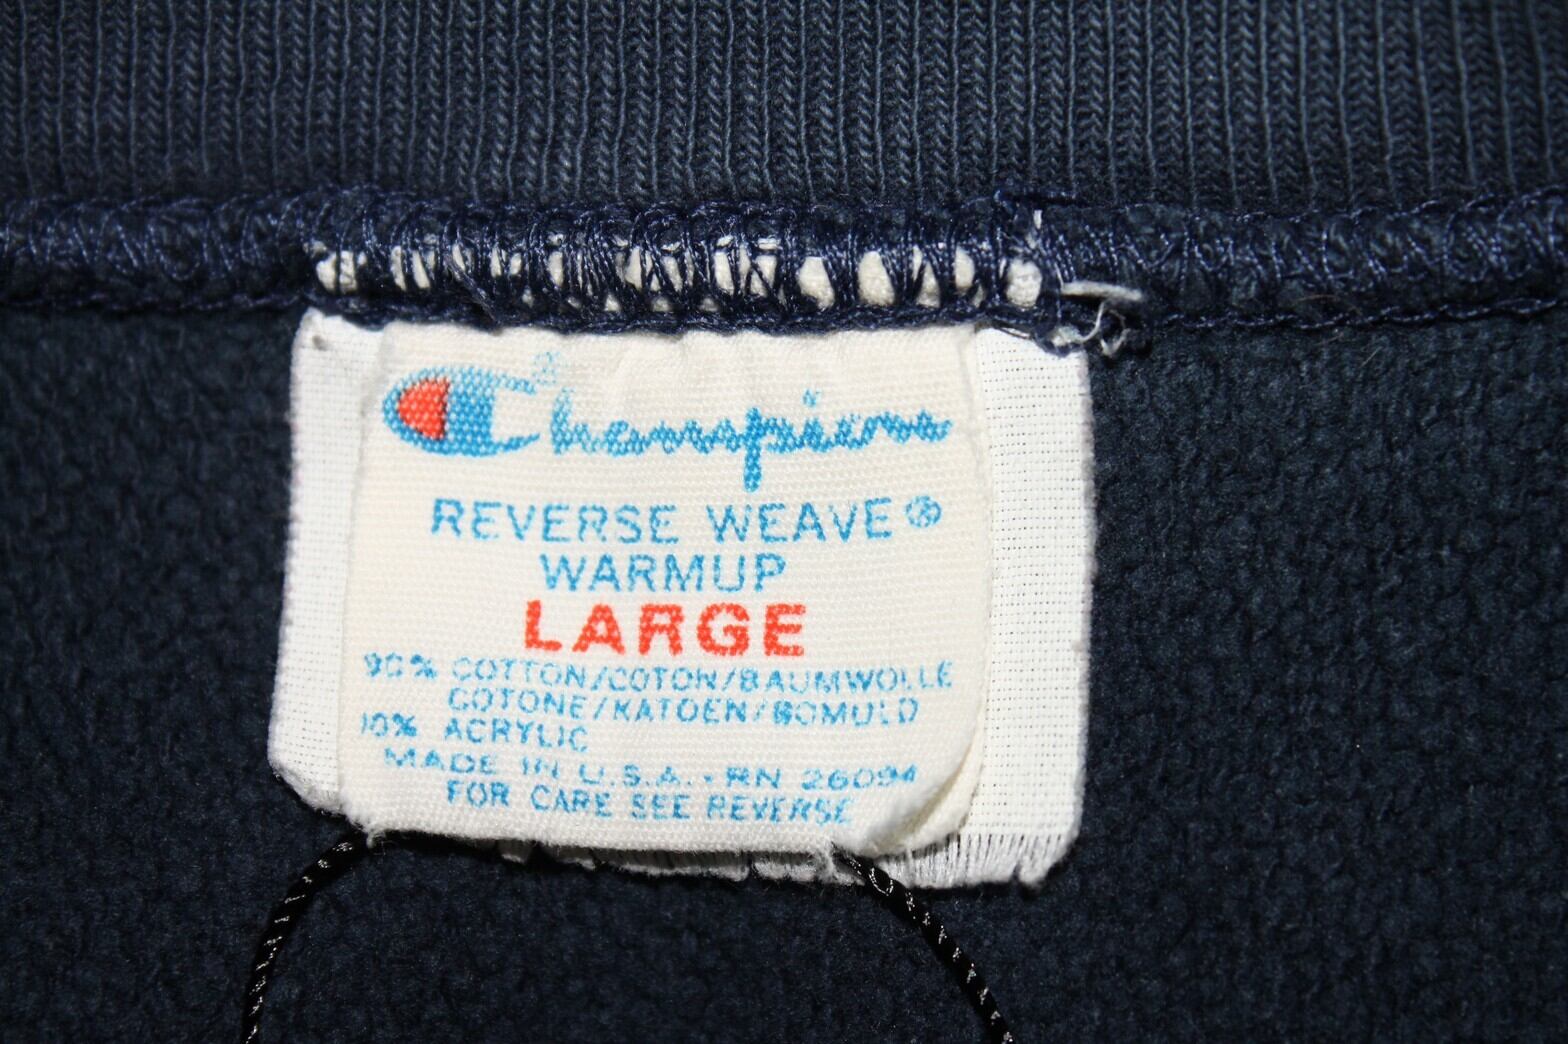 Champion®
REVERSE WEAVE®
WARMUP
LARGE
90% COTTON/COTON/BAUMWOLLE
COTONE/KATOEN/BOMULD
10% ACRYLIC
MADE IN U.S.A. - RN 26094
FOR CARE SEE REVERSE